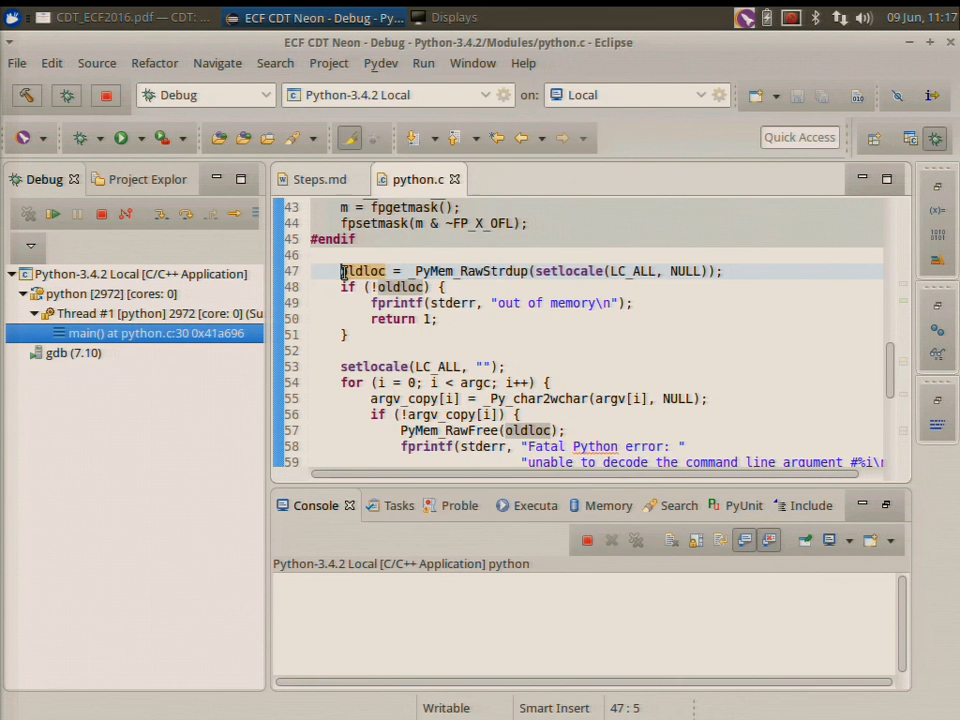 CDT_ECF2016.pdf — CDT: ...
ECF CDT Neon - Debug - Py...
Displays
09 Jun, 11:17
ECF CDT Neon - Debug - Python-3.4.2/Modules/python.c - Eclipse
File Edit Source Refactor Navigate Search Project Pydev Run Window Help
Debug
Python-3.4.2 Local
on:
Local
Quick Access
Debug
Project Explor
Steps.md
python.c
43 m = fpgetmask();
44 fpsetmask(m & ~FP_X_OFL);
45 #endif
46
47 oldloc = _PyMem_RawStrdup(setlocale(LC_ALL, NULL));
48 if (!oldloc) {
49 fprintf(stderr, "out of memory\n");
50 return 1;
51 }
52
53 setlocale(LC_ALL, "");
54 for (i = 0; i < argc; i++) {
55 argv_copy[i] = _Py_char2wchar(argv[i], NULL);
56 if (!argv_copy[i]) {
57 PyMem_RawFree(oldloc);
58 fprintf(stderr, "Fatal Python error: "
59 "unable to decode the command line argument #%i\n
Python-3.4.2 Local [C/C++ Application]
python [2972] [cores: 0]
Thread #1 [python] 2972 [core: 0] (Su
main() at python.c:30 0x41a696
gdb (7.10)
Console
Tasks
Proble
Executa
Memory
Search
PyUnit
Include
Python-3.4.2 Local [C/C++ Application] python
Writable
Smart Insert
47 : 5